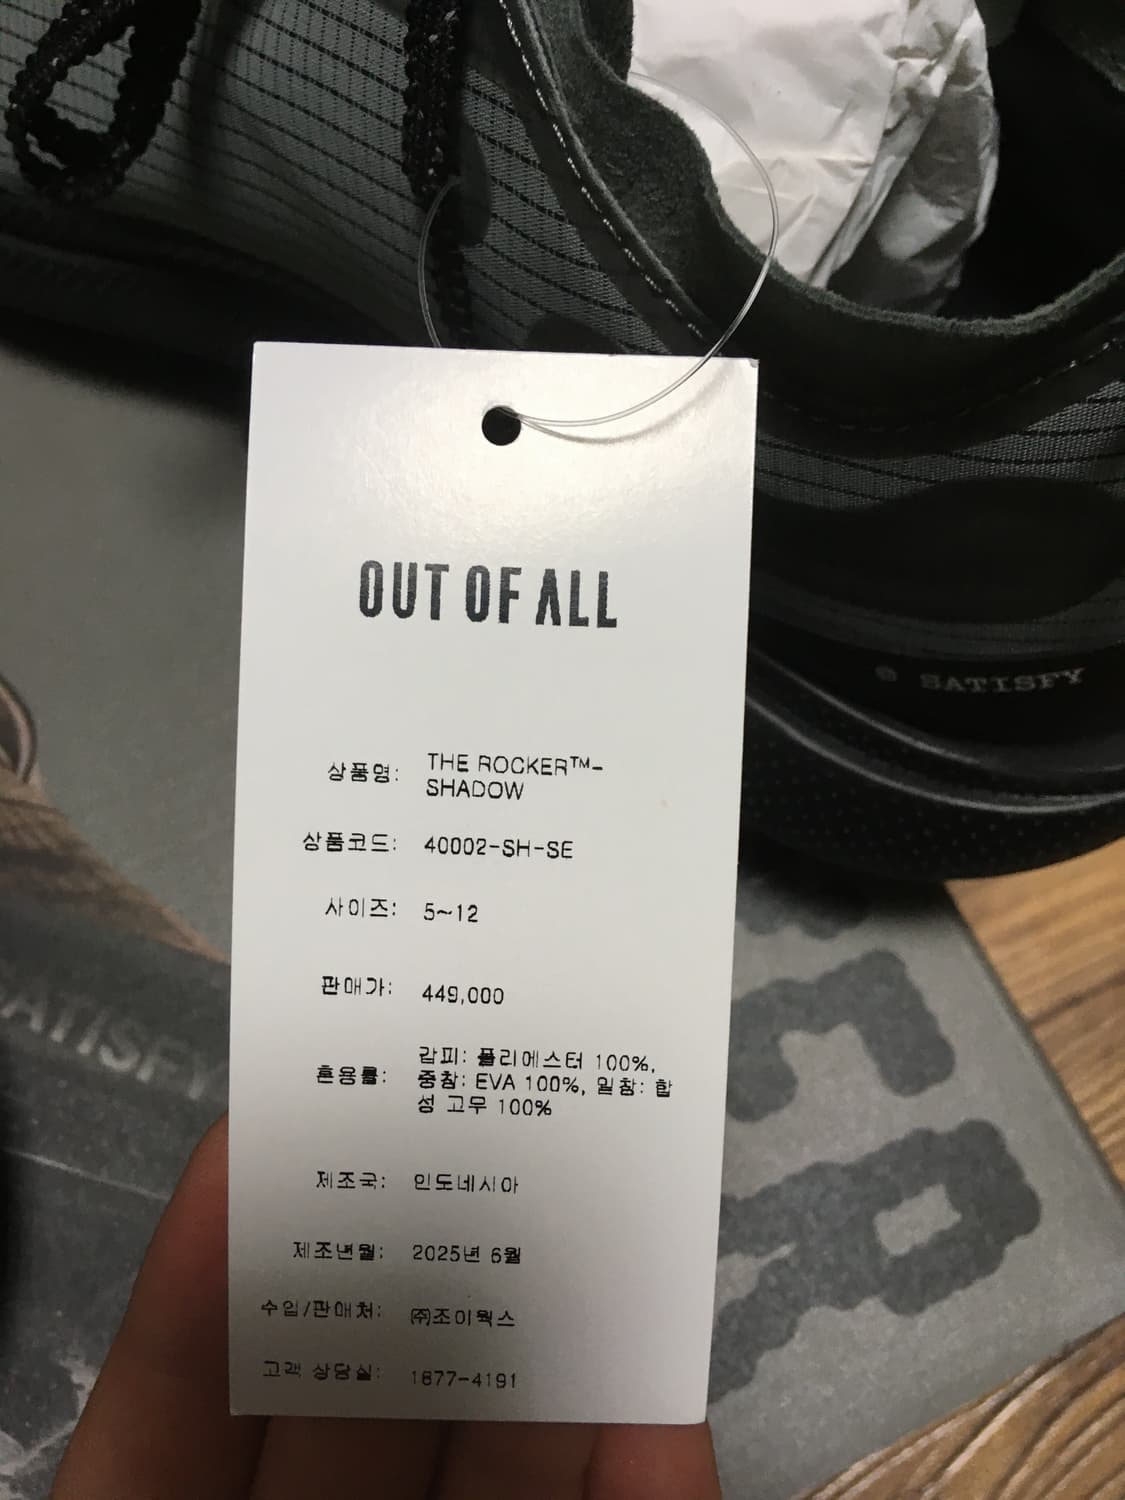 OUT OF ALL
상품명: THE ROCKER™-
SHADOW
상품코드: 40002-SH-SE
사이즈: 5~12
판매가: 449,000
혼용률: 갑피: 폴리에스터 100%,
중창: EVA 100%, 밑창: 합
성 고무 100%
제조국: 인도네시아
제조년월: 2025년 6월
수입/판매처: ㈜조이웍스
고객 상담실: 1877-4191
© SATISFY
SATISFY